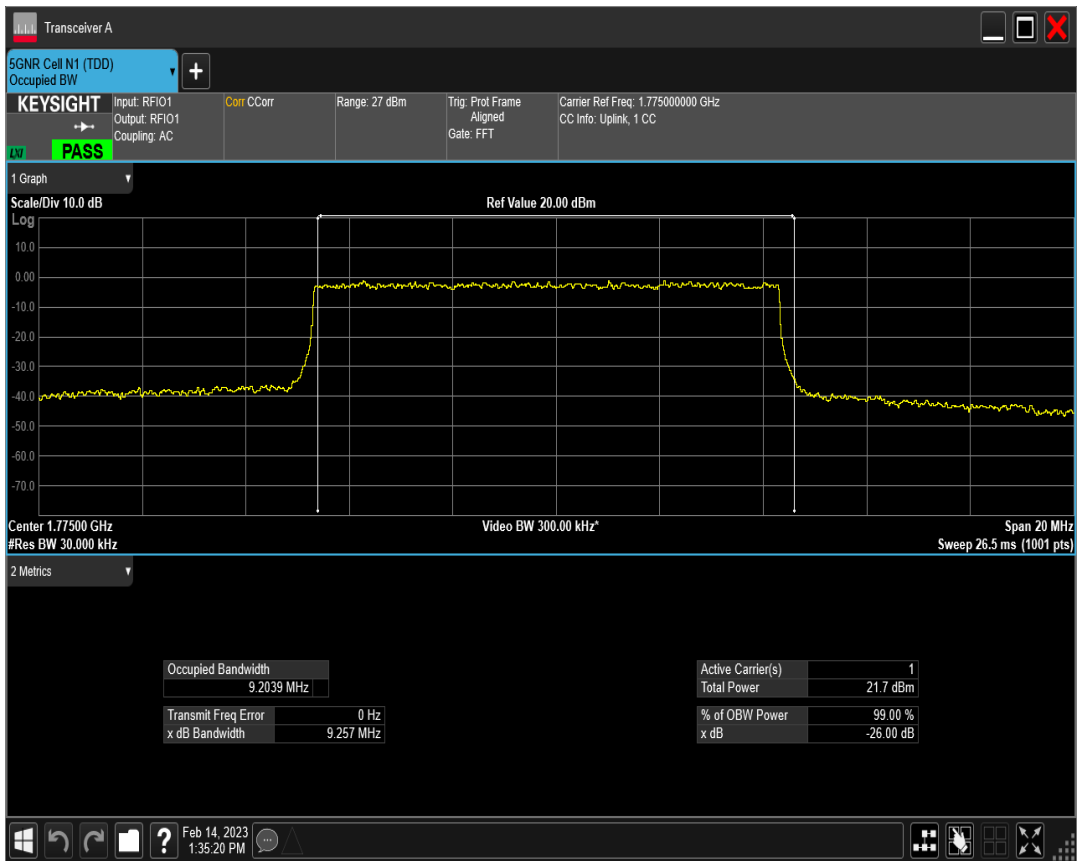 Transceiver A
5GNR Cell N1 (TDD)
Occupied BW
+
KEYSIGHT
LXI
PASS
Input: RFIO1
Output: RFIO1
Coupling: AC
Corr CCorr
Range: 27 dBm
Trig: Prot Frame
Aligned
Gate: FFT
Carrier Ref Freq: 1.775000000 GHz
CC Info: Uplink, 1 CC
1 Graph
Scale/Div 10.0 dB
Ref Value 20.00 dBm
Log
10.0
0.00
-10.0
-20.0
-30.0
-40.0
-50.0
-60.0
-70.0
Center 1.77500 GHz
Video BW 300.00 kHz*
Span 20 MHz
#Res BW 30.000 kHz
Sweep 26.5 ms (1001 pts)
2 Metrics
Occupied Bandwidth
9.2039 MHz
Transmit Freq Error 0 Hz
x dB Bandwidth 9.257 MHz
Active Carrier(s) 1
Total Power 21.7 dBm
% of OBW Power 99.00 %
x dB -26.00 dB
?
Feb 14, 2023
1:35:20 PM